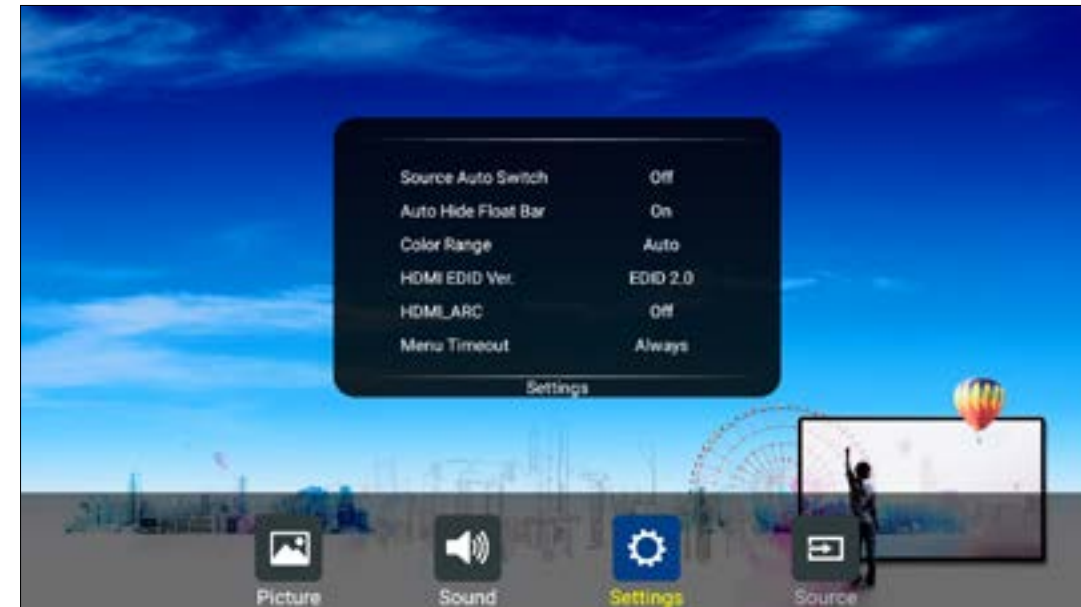 Source Auto Switch Off
Auto Hide Float Bar On
Color Range Auto
HDMI EDID Ver. EDID 2.0
HDMI_ARC Off
Menu Timeout Always
Settings
Picture Sound Settings Source